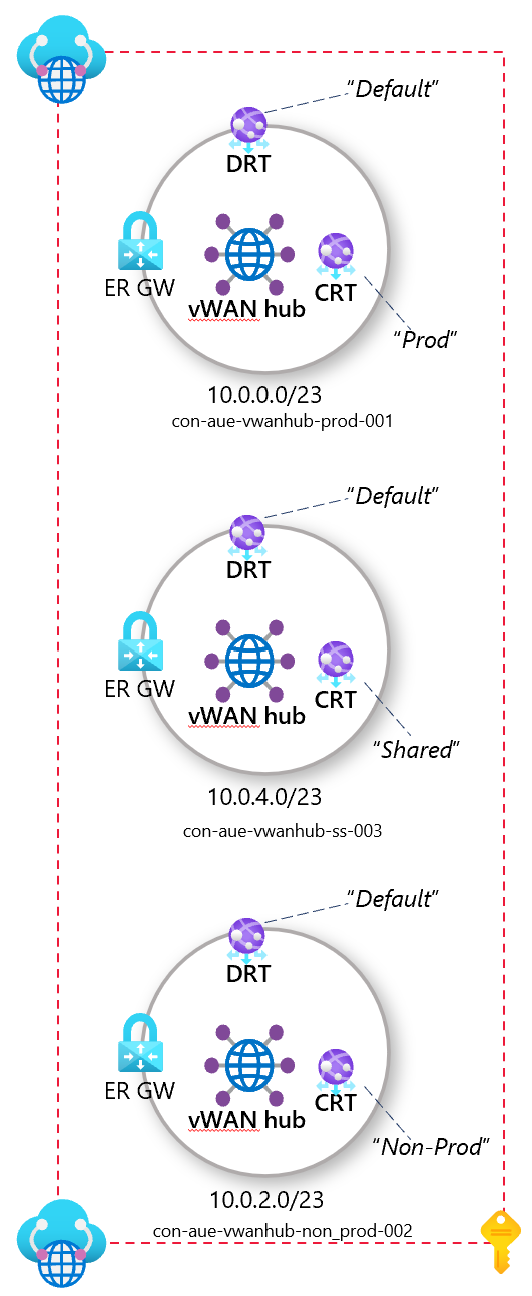 “Default”
DRT
ER GW
vWAN hub
CRT
“Prod”
10.0.0.0/23
con-aue-vwanhub-prod-001
“Default”
DRT
ER GW
vWAN hub
CRT
“Shared”
10.0.4.0/23
con-aue-vwanhub-ss-003
“Default”
DRT
ER GW
vWAN hub
CRT
“Non-Prod”
10.0.2.0/23
con-aue-vwanhub-non_prod-002